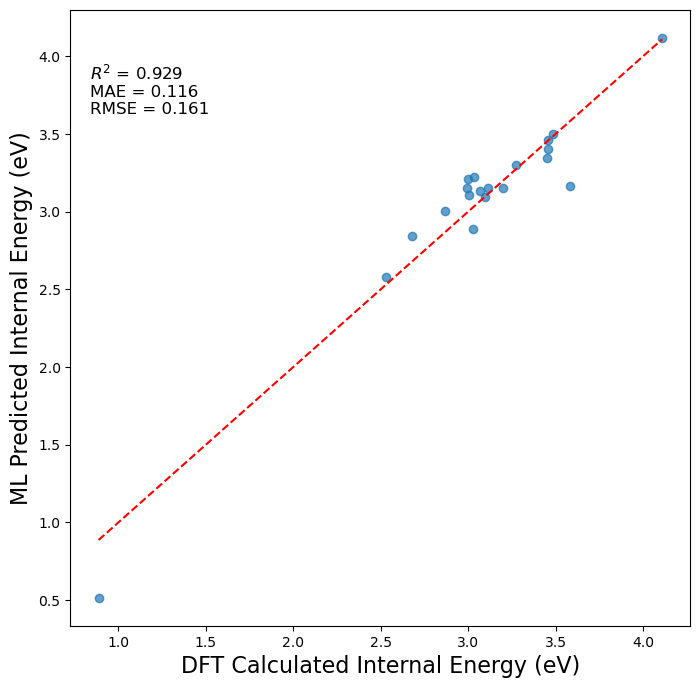 R² = 0.929
MAE = 0.116
RMSE = 0.161
ML Predicted Internal Energy (eV)
4.0
3.5
3.0
2.5
2.0
1.5
1.0
0.5
1.0 1.5 2.0 2.5 3.0 3.5 4.0
DFT Calculated Internal Energy (eV)